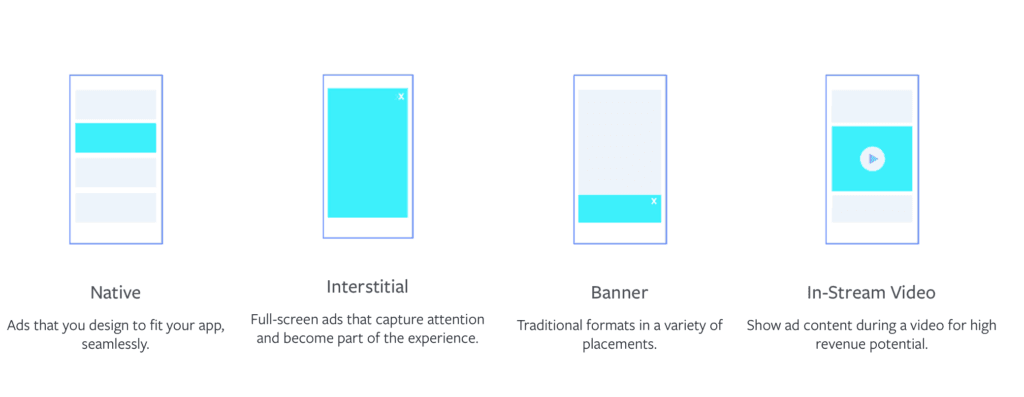 X
X
Native
Interstitial
Banner
In-Stream Video
Ads that you design to fit your app,
seamlessly.
Full-screen ads that capture attention
and become part of the experience.
Traditional formats in a variety of
placements.
Show ad content during a video for high
revenue potential.